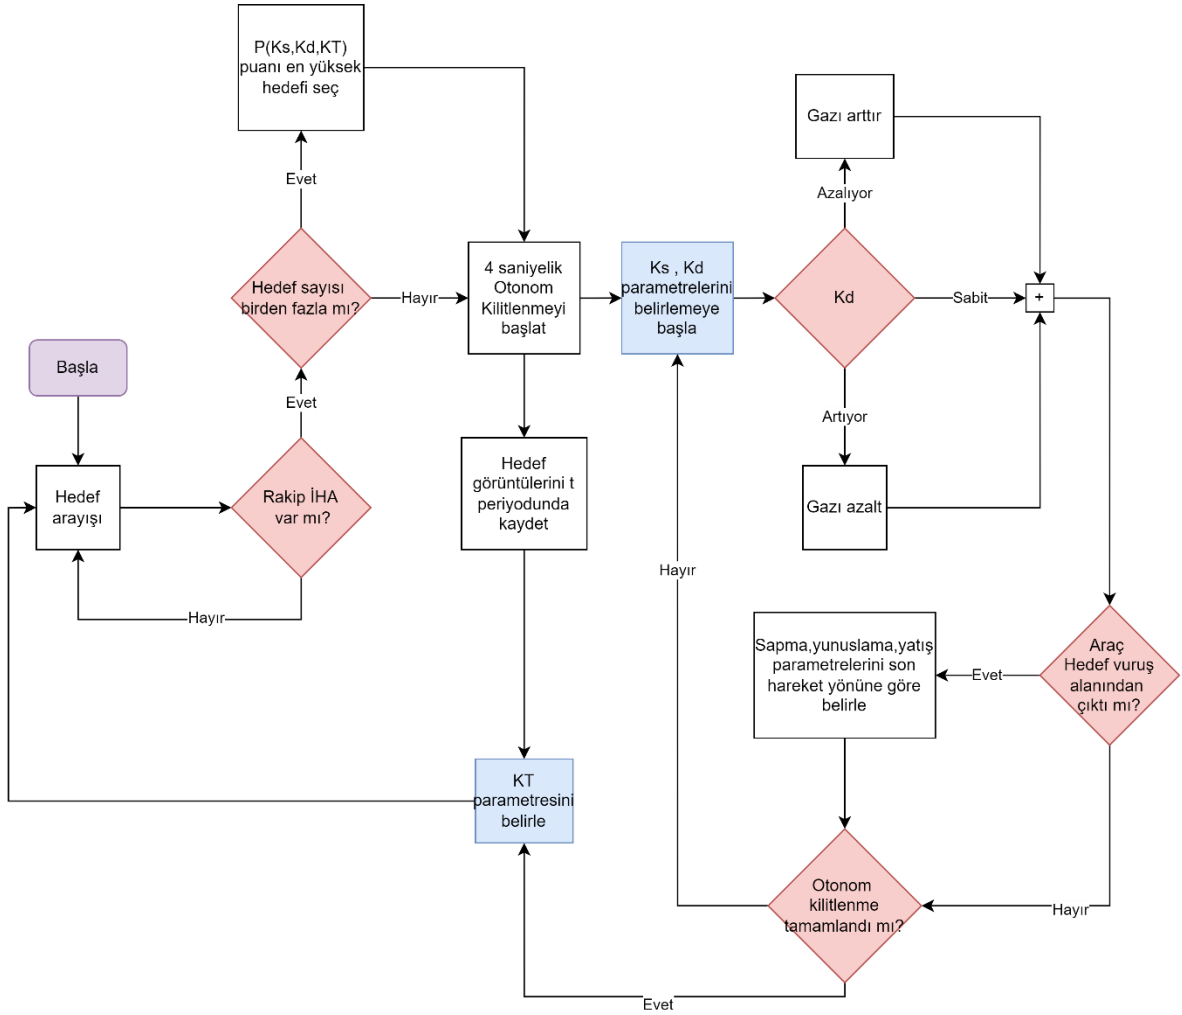 P(Ks,Kd,KT)
puanı en yüksek
hedefi seç
Evet
Hedef sayısı
birden fazla mı?
Hayır
Başla
Evet
Hedef
arayışı
Rakip İHA
var mı?
Hayır
4 saniyelik
Otonom
Kilitlenmeyi
başlat
Hedef
görüntülerini t
periyodunda
kaydet
KT
parametresini
belirle
Ks , Kd
parametrelerini
belirlemeye
başla
Gazı arttır
Azalıyor
Kd
Sabit
+
Artıyor
Gazı azalt
Hayır
Araç
Hedef vuruş
alanından
çıktı mı?
Evet
Sapma,yunuslama,yatış
parametrelerini son
hareket yönüne göre
belirle
Otonom
kilitlenme
tamamlandı mı?
Hayır
Evet